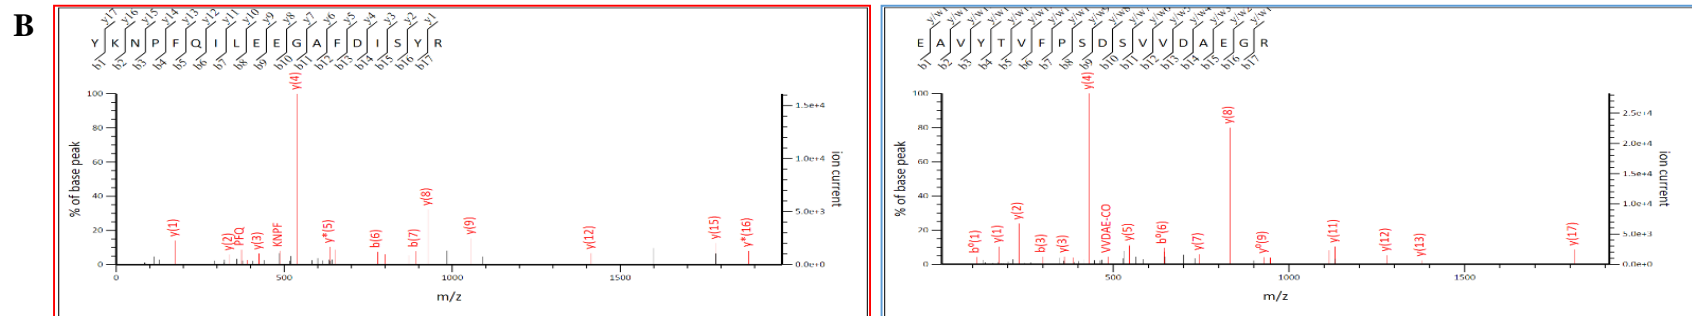 B
y17 y16 y15 y14 y13 y12 y11 y10 y9 y8 y7 y6 y5 y4 y3 y2 y1
Y K N P F Q I L E E G A F D I S Y R
b1 b2 b3 b4 b5 b6 b7 b8 b9 b10 b11 b12 b13 b14 b15 b16 b17
y(4)
100
80
60
40
20
0
% of base peak
1.5e+4
1.0e+4
5.0e+3
0.0e+0
ion current
y(1) y(2) PFQ y(3) KNPF y*(5) b(6) b(7) y(8) y(9) y(12) y(15) y*(16)
0 500 1000 1500
m/z
E A V Y T V F P S D S V V D A E G R
b1 b2 b3 b4 b5 b6 b7 b8 b9 b10 b11 b12 b13 b14 b15 b16 b17
y(4)
y(8)
100
80
60
40
20
0
% of base peak
2.5e+4
2.0e+4
1.5e+4
1.0e+4
5.0e+3
0.0e+0
ion current
b⁰(1) y(1) y(2) b(3) y(3) VVDAE-CO y(5) b⁰(6) y(7) y⁰(9) y(11) y(12) y(13) y(17)
500 1000 1500
m/z